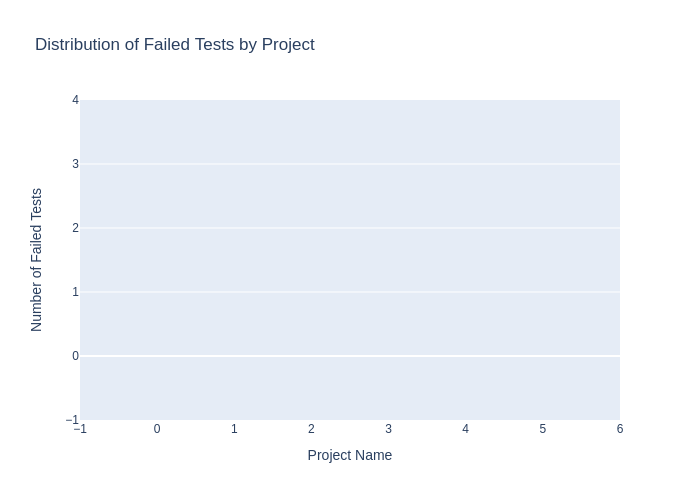 Distribution of Failed Tests by Project
Number of Failed Tests
4
3
2
1
0
−1
−1 0 1 2 3 4 5 6
Project Name